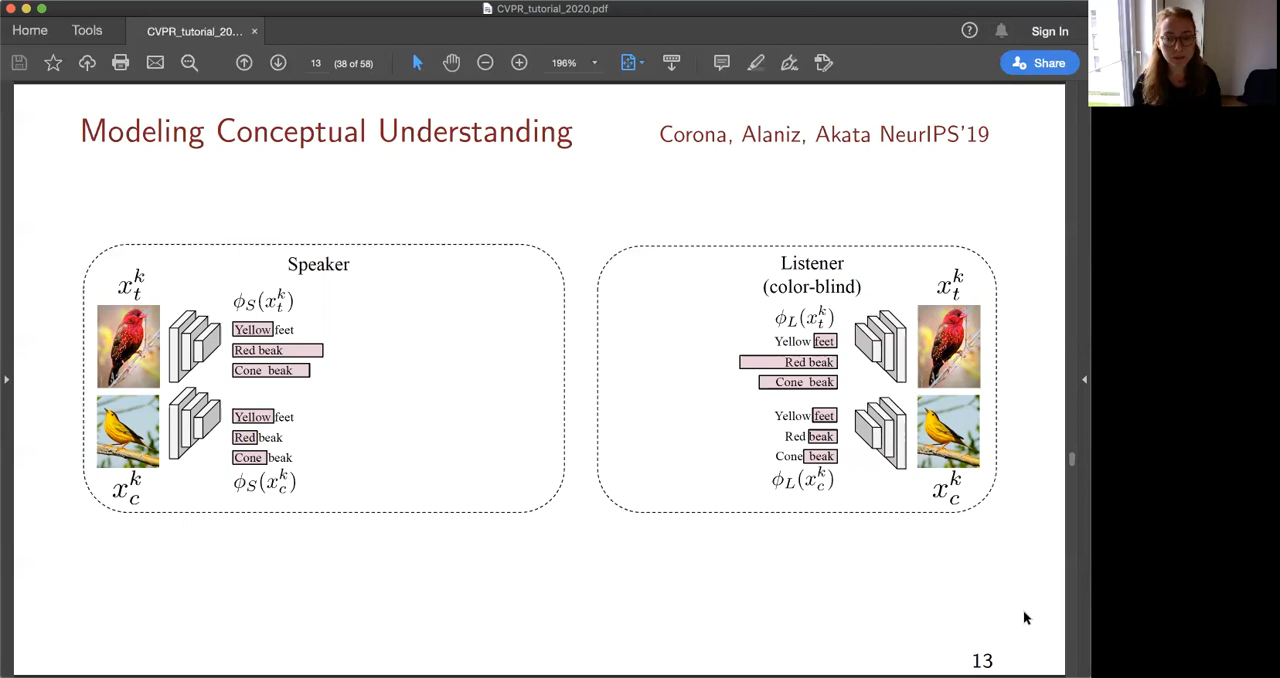 CVPR_tutorial_2020.pdf
Home
Tools
CVPR_tutorial_20... ×
Sign In
13 (38 of 58)
196%
Share
Modeling Conceptual Understanding
Corona, Alaniz, Akata NeurIPS'19
Speaker
x_t^k
ϕ_S(x_t^k)
Yellow feet
Red beak
Cone beak
Yellow feet
Red beak
Cone beak
ϕ_S(x_c^k)
x_c^k
Listener
(color-blind)
x_t^k
ϕ_L(x_t^k)
Yellow feet
Red beak
Cone beak
Yellow feet
Red beak
Cone beak
ϕ_L(x_c^k)
x_c^k
13